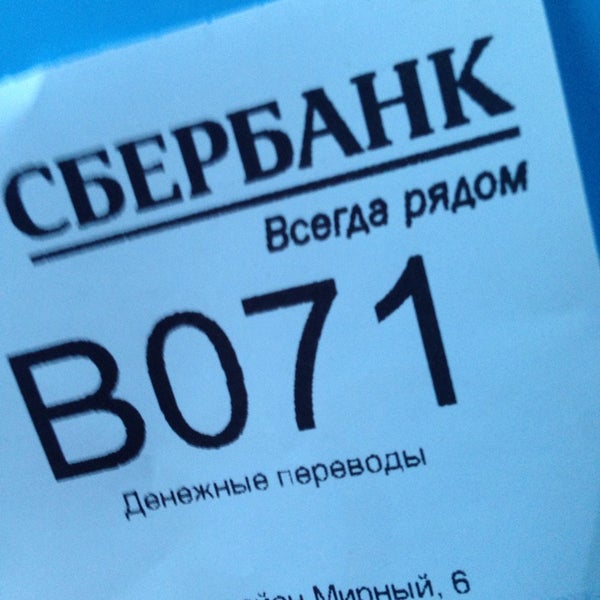 СБЕРБАНК
Всегда рядом
В071
Денежные переводы
Мирный, 6